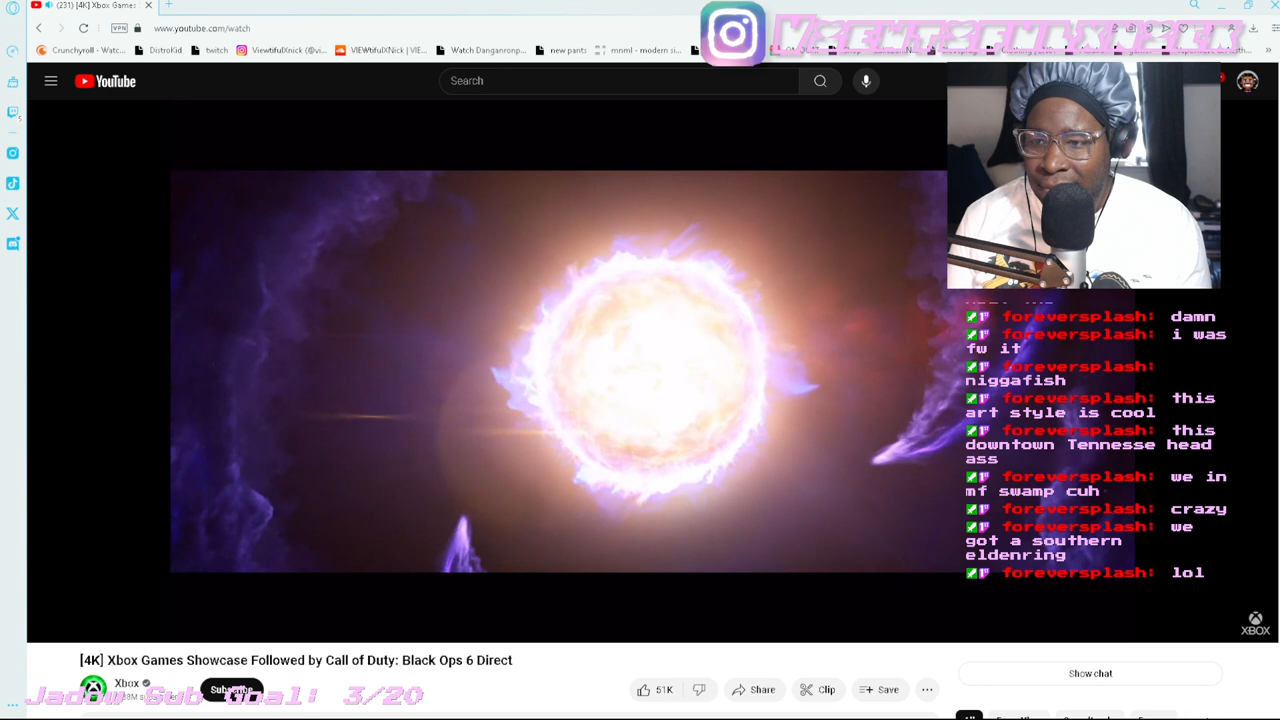 (231) [4K] Xbox Games
VPN
www.youtube.com/watch
Crunchyroll - Watc...
DistroKid
twitch
ViewtifulXnick (@vi...
VIEWtifulXNick | VIE...
Watch Danganronp...
new pants
mnml - modern si...
YouTube
Search
5
foreversplash: damn
foreversplash: i was
fw it
foreversplash:
niggafish
foreversplash: this
art style is cool
foreversplash: this
downtown Tennesse head
ass
foreversplash: we in
mf swamp cuh
foreversplash: crazy
foreversplash: we
got a southern
eldenring
foreversplash: lol
XBOX
[4K] Xbox Games Showcase Followed by Call of Duty: Black Ops 6 Direct
Xbox
Subscribe
51K
Share
Clip
Save
Show chat
Sub Goal: 3/20
All